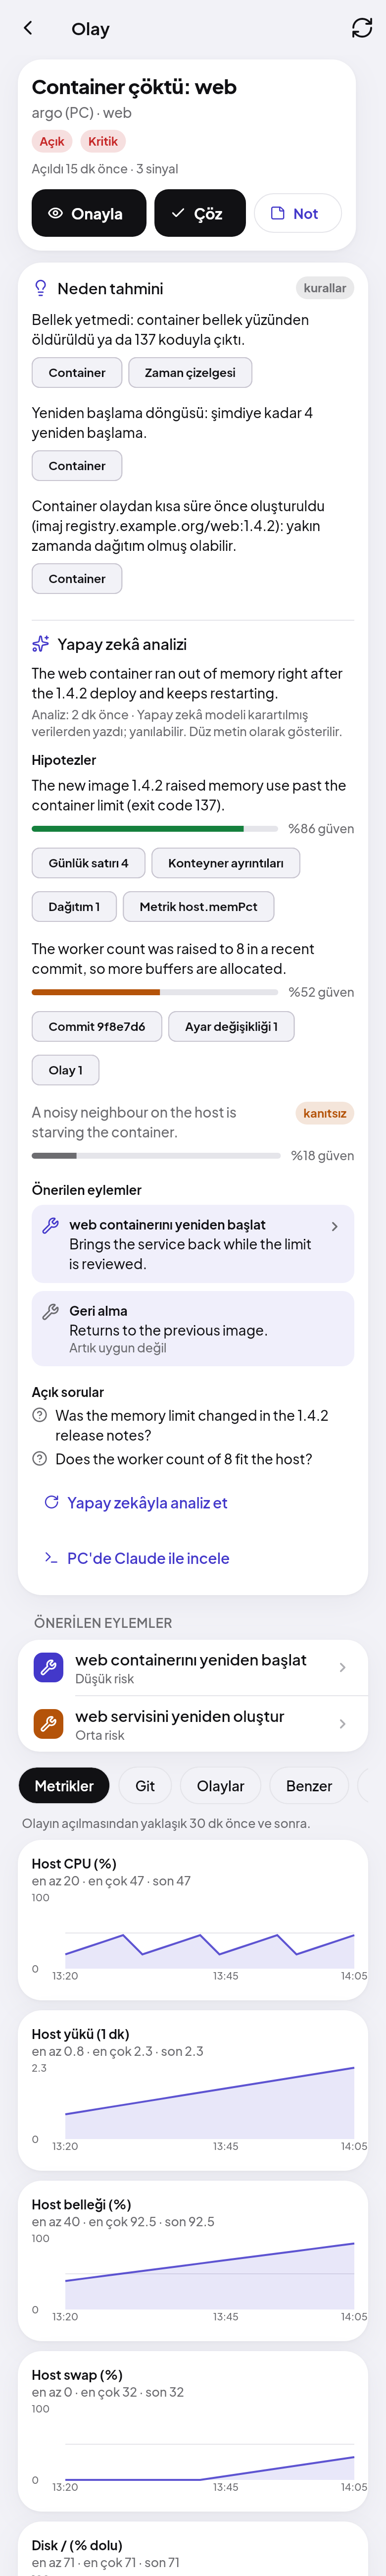 Olay
Container çöktü: web
argo (PC) · web
Açık
Kritik
Açıldı 15 dk önce · 3 sinyal
Onayla
Çöz
Not
Neden tahmini
kurallar
Bellek yetmedi: container bellek yüzünden
öldürüldü ya da 137 koduyla çıktı.
Container
Zaman çizelgesi
Yeniden başlama döngüsü: şimdiye kadar 4
yeniden başlama.
Container
Container olaydan kısa süre önce oluşturuldu
(imaj registry.example.org/web:1.4.2): yakın
zamanda dağıtım olmuş olabilir.
Container
Yapay zekâ analizi
The web container ran out of memory right after
the 1.4.2 deploy and keeps restarting.
Analiz: 2 dk önce · Yapay zekâ modeli karartılmış
verilerden yazdı; yanılabilir. Düz metin olarak gösterilir.
Hipotezler
The new image 1.4.2 raised memory use past the
container limit (exit code 137).
%86 güven
Günlük satırı 4
Konteyner ayrıntıları
Dağıtım 1
Metrik host.memPct
The worker count was raised to 8 in a recent
commit, so more buffers are allocated.
%52 güven
Commit 9f8e7d6
Ayar değişikliği 1
Olay 1
A noisy neighbour on the host is
starving the container.
kanıtsız
%18 güven
Önerilen eylemler
web containerını yeniden başlat
Brings the service back while the limit
is reviewed.
Geri alma
Returns to the previous image.
Artık uygun değil
Açık sorular
Was the memory limit changed in the 1.4.2
release notes?
Does the worker count of 8 fit the host?
Yapay zekâyla analiz et
PC'de Claude ile incele
ÖNERİLEN EYLEMLER
web containerını yeniden başlat
Düşük risk
web servisini yeniden oluştur
Orta risk
Metrikler
Git
Olaylar
Benzer
Olayın açılmasından yaklaşık 30 dk önce ve sonra.
Host CPU (%)
en az 20 · en çok 47 · son 47
100
0
13:20
13:45
14:05
Host yükü (1 dk)
en az 0.8 · en çok 2.3 · son 2.3
2.3
0
13:20
13:45
14:05
Host belleği (%)
en az 40 · en çok 92.5 · son 92.5
100
0
13:20
13:45
14:05
Host swap (%)
en az 0 · en çok 32 · son 32
100
0
13:20
13:45
14:05
Disk / (% dolu)
en az 71 · en çok 71 · son 71